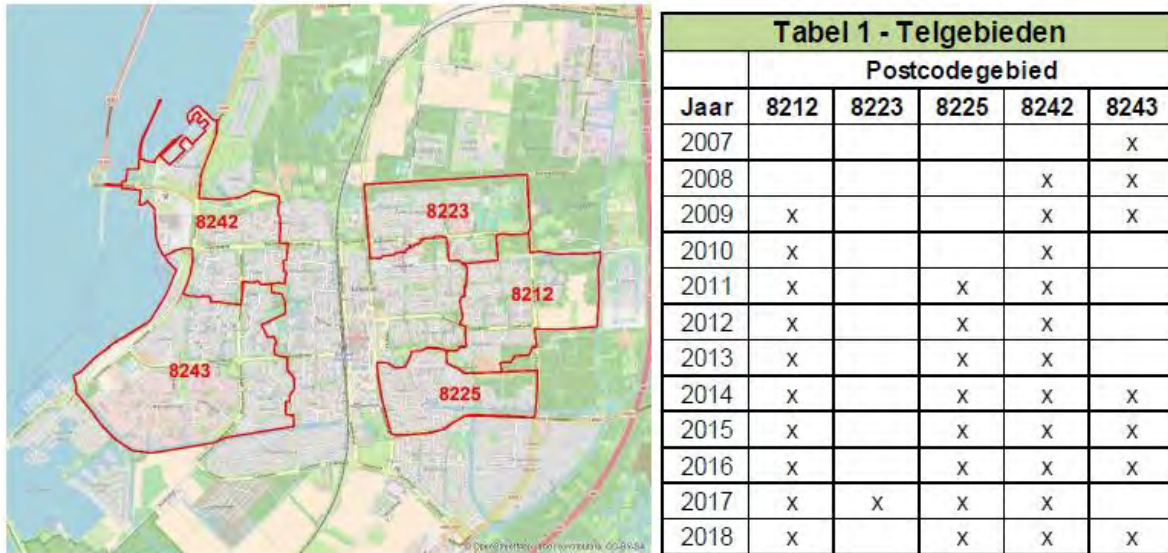 8242
8223
8212
8243
8225
© OpenStreetMap contributors, CC-BY-SA
Tabel 1 - Telgebieden
Postcodegebied
Jaar 8212 8223 8225 8242 8243
2007 x
2008 x x
2009 x x x
2010 x x
2011 x x x
2012 x x x
2013 x x x
2014 x x x x
2015 x x x x
2016 x x x x
2017 x x x x
2018 x x x x